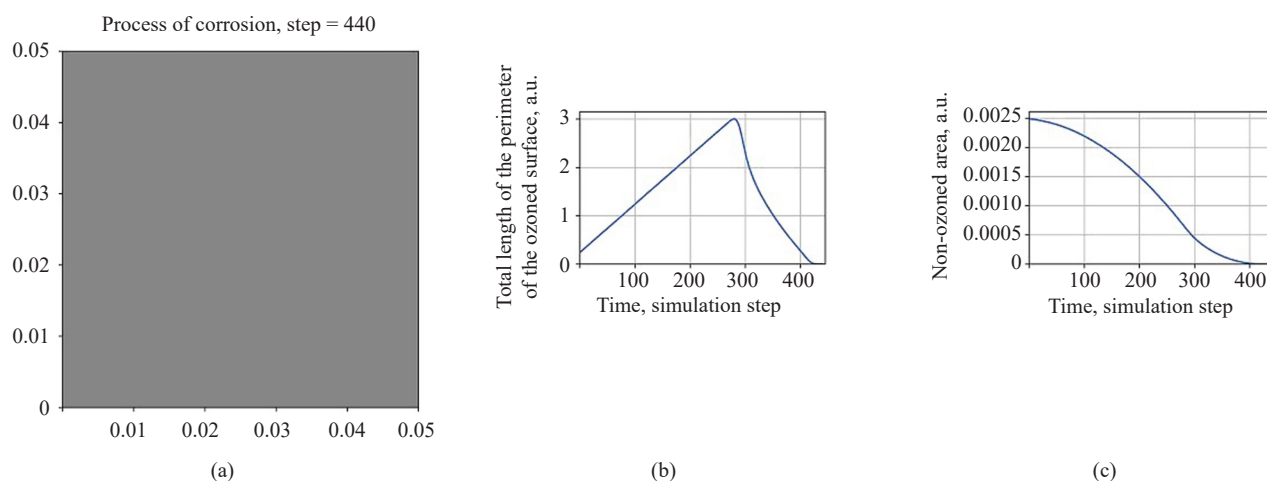 Process of corrosion, step = 440
0.05
0.04
0.03
0.02
0.01
0
0.01 0.02 0.03 0.04 0.05
(a)
Total length of the perimeter
of the ozoned surface, a.u.
3
2
1
0
100 200 300 400
Time, simulation step
(b)
Non-ozoned area, a.u.
0.0025
0.0020
0.0015
0.0010
0.0005
0
100 200 300 400
Time, simulation step
(c)